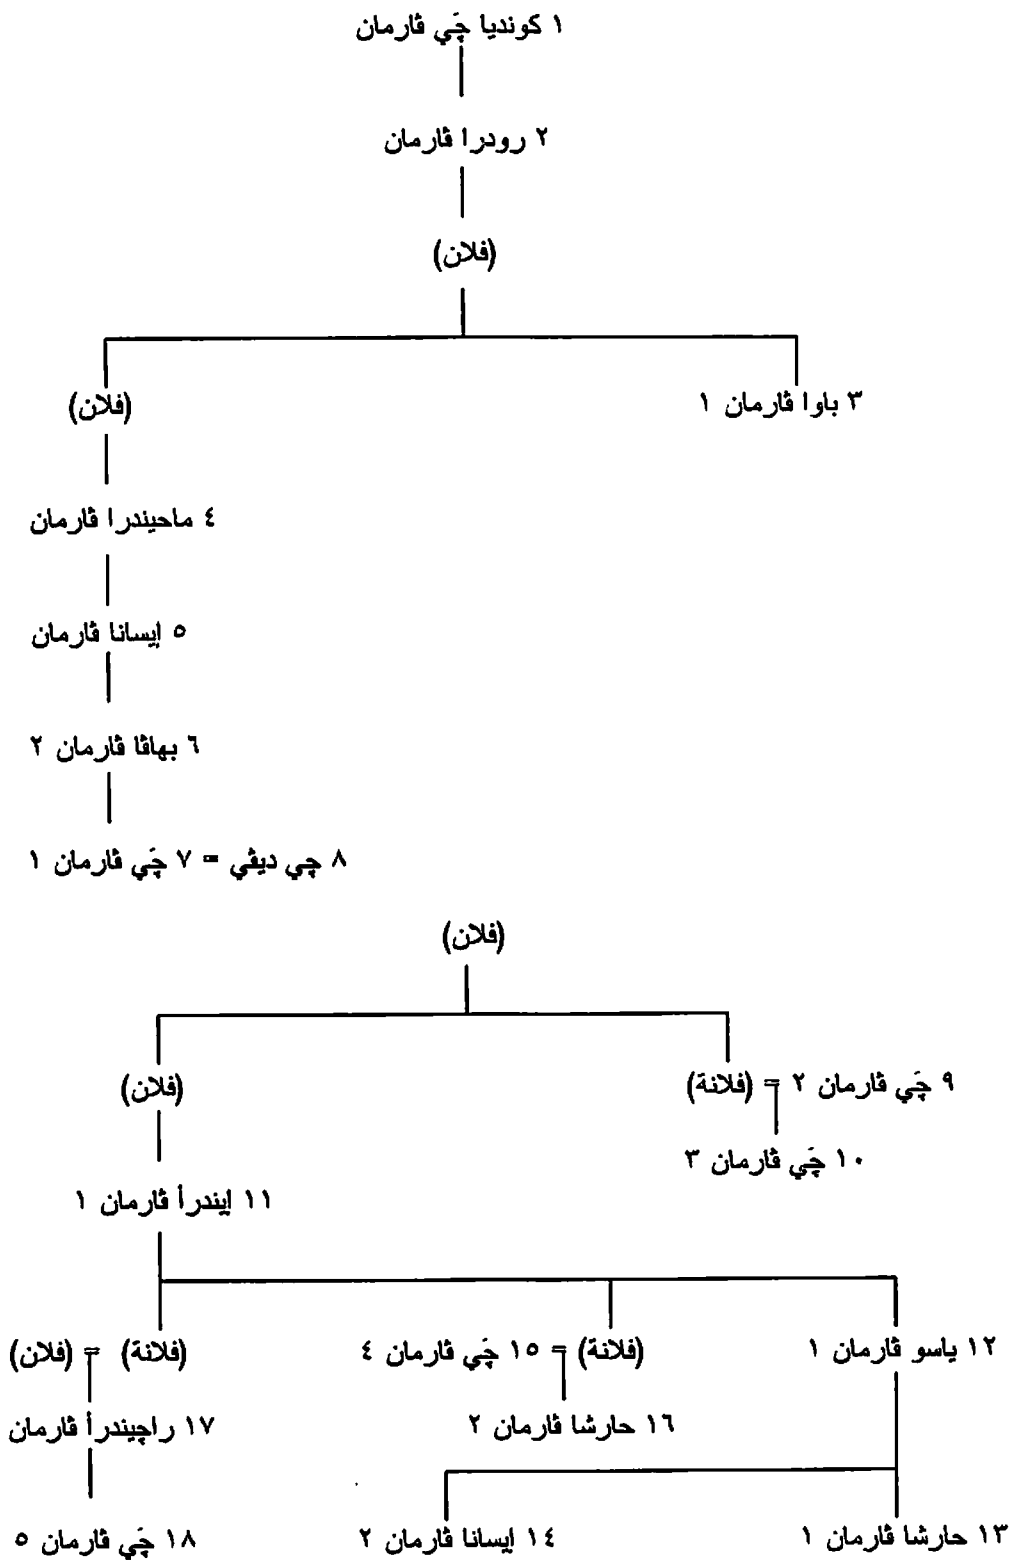 ١ كونديا چَي ڤارمان
٢ رودرا ڤارمان
(فلان)
٣ باوا ڤارمان ١
(فلان)
٤ ماحيندرا ڤارمان
٥ إيسانا ڤارمان
٦ بهاڤا ڤارمان ٢
٨ چي ديڤي = ٧ چَي ڤارمان ١
(فلان)
٩ چَي ڤارمان ٢ = (فلانة)
(فلان)
١٠ چَي ڤارمان ٣
١١ إيندرأ ڤارمان ١
١٢ ياسو ڤارمان ١
(فلانة) = ١٥ چَي ڤارمان ٤
(فلانة) = (فلان)
١٦ حارشا ڤارمان ٢
١٧ راچيندرأ ڤارمان
١٣ حارشا ڤارمان ١
١٤ إيسانا ڤارمان ٢
١٨ چَي ڤارمان ٥